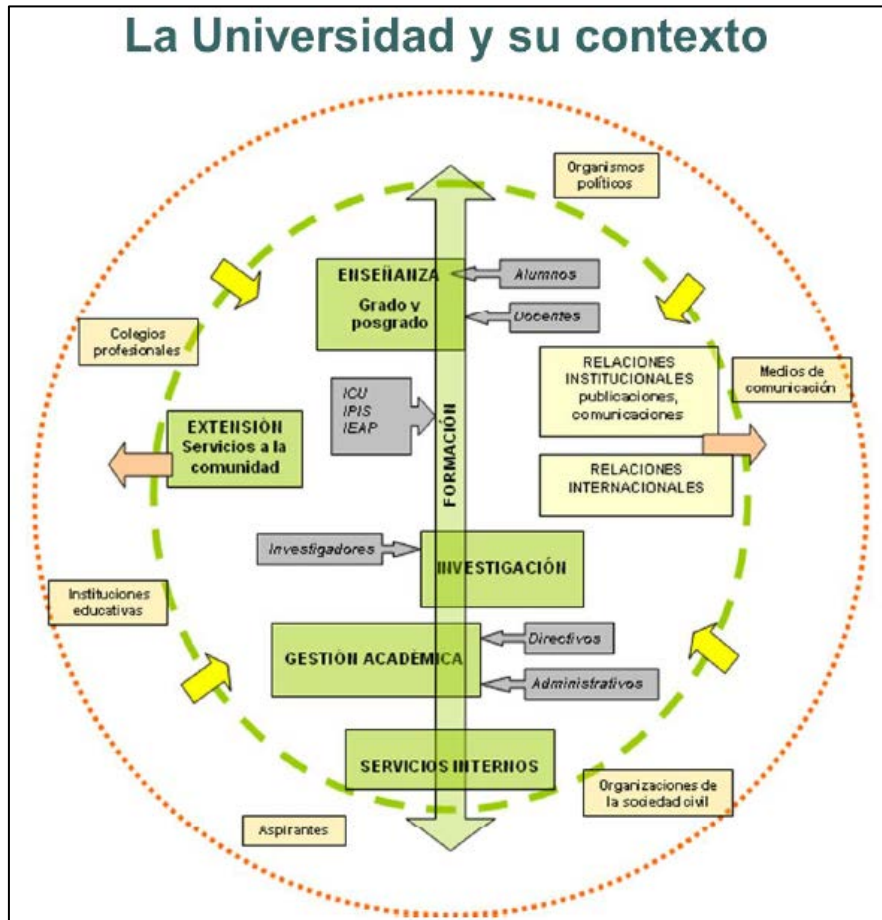 La Universidad y su contexto
Organismos
políticos
ENSEÑANZA
Grado y
posgrado
Alumnos
Docentes
Colegios
profesionales
RELACIONES
INSTITUCIONALES
publicaciones,
comunicaciones
Medios de
comunicación
ICU
IPIS
IEAP
EXTENSIÓN
Servicios a la
comunidad
FORMACIÓN
RELACIONES
INTERNACIONALES
Investigadores
INVESTIGACIÓN
Instituciones
educativas
GESTIÓN ACADÉMICA
Directivos
Administrativos
SERVICIOS INTERNOS
Organizaciones de
la sociedad civil
Aspirantes